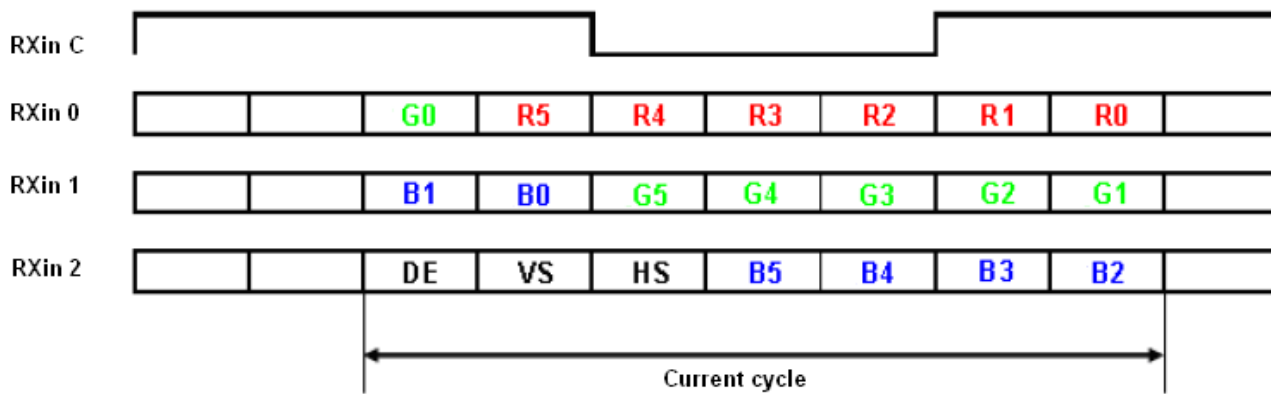 RXin C
RXin 0 G0 R5 R4 R3 R2 R1 R0
RXin 1 B1 B0 G5 G4 G3 G2 G1
RXin 2 DE VS HS B5 B4 B3 B2
Current cycle